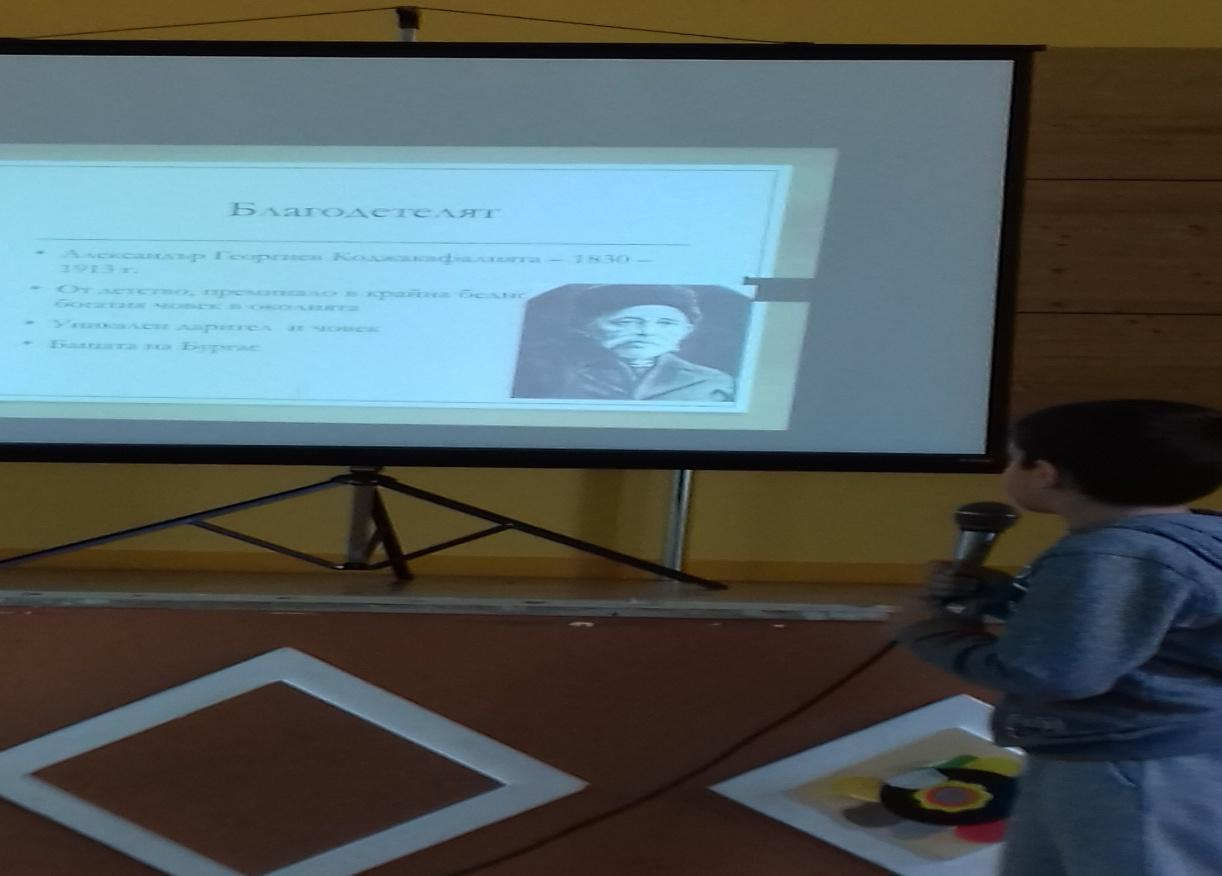 Благодетелят
• Александър Георгиев Коджакафалията – 1830 –
1913 г.
• От детство, преминало в крайна бедн
богатия човек в околията
• Уникален дарител и човек
• Бащата на Бургас